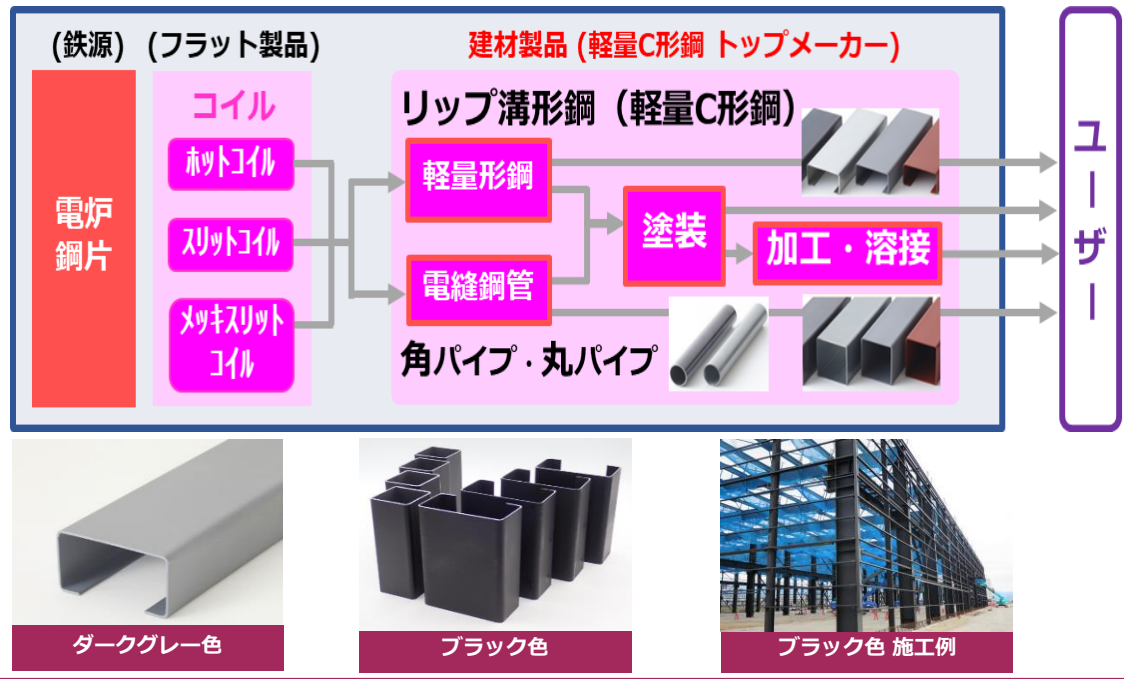 (鉄源) (フラット製品) 建材製品 (軽量C形鋼 トップメーカー)
電炉
鋼片
コイル
ホットコイル
スリットコイル
メッキスリット
コイル
リップ溝形鋼（軽量C形鋼）
軽量形鋼
電縫鋼管
塗装
加工・溶接
角パイプ・丸パイプ
ユーザー
ダークグレー色
ブラック色
ブラック色 施工例